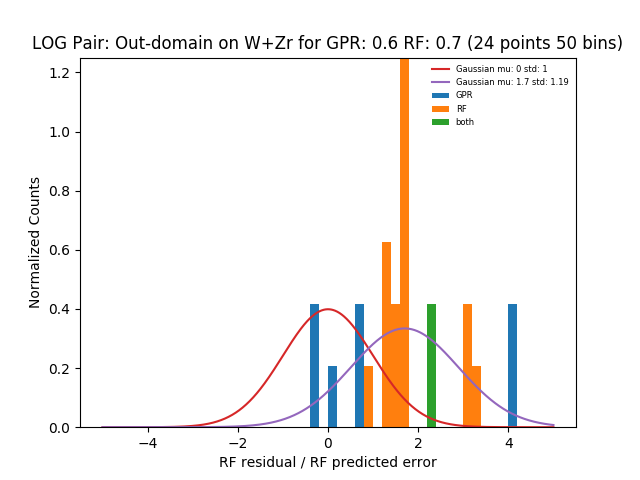 LOG Pair: Out-domain on W+Zr for GPR: 0.6 RF: 0.7 (24 points 50 bins)
Gaussian mu: 0 std: 1
Gaussian mu: 1.7 std: 1.19
GPR
RF
both
Normalized Counts
1.2
1.0
0.8
0.6
0.4
0.2
0.0
−4 −2 0 2 4
RF residual / RF predicted error